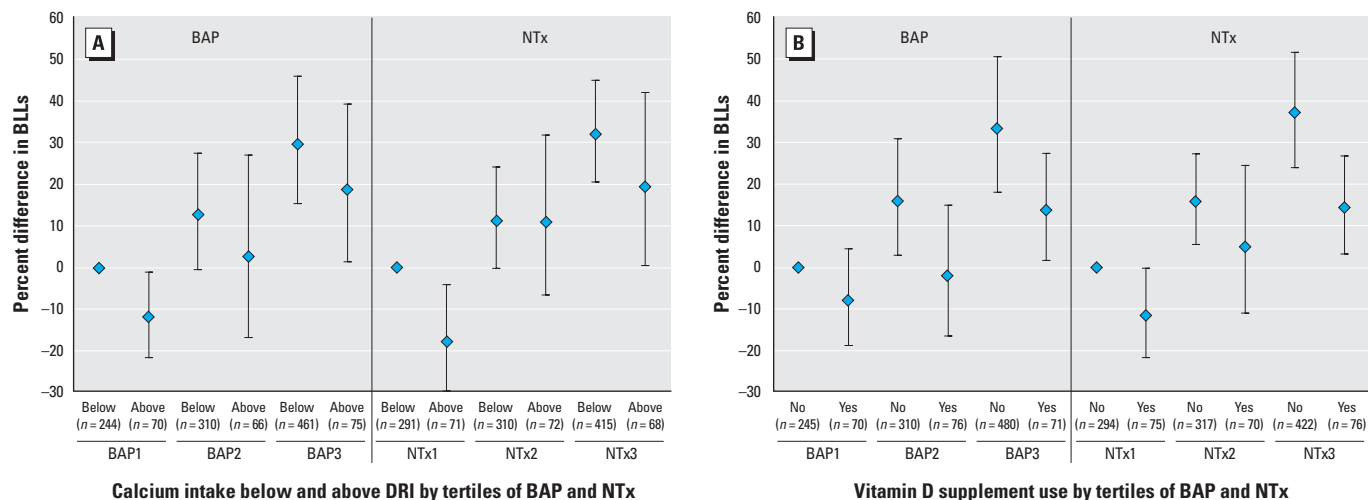 A
BAP
NTx
Percent difference in BLLs
60
50
40
30
20
10
0
–10
–20
–30
Below Above Below Above Below Above Below Above Below Above Below Above
(n = 244) (n = 70) (n = 310) (n = 66) (n = 461) (n = 75) (n = 291) (n = 71) (n = 310) (n = 72) (n = 415) (n = 68)
BAP1 BAP2 BAP3 NTx1 NTx2 NTx3
Calcium intake below and above DRI by tertiles of BAP and NTx
B
BAP
NTx
Percent difference in BLLs
60
50
40
30
20
10
0
–10
–20
–30
No Yes No Yes No Yes No Yes No Yes No Yes
(n = 245) (n = 70) (n = 310) (n = 76) (n = 480) (n = 71) (n = 294) (n = 75) (n = 317) (n = 70) (n = 422) (n = 76)
BAP1 BAP2 BAP3 NTx1 NTx2 NTx3
Vitamin D supplement use by tertiles of BAP and NTx